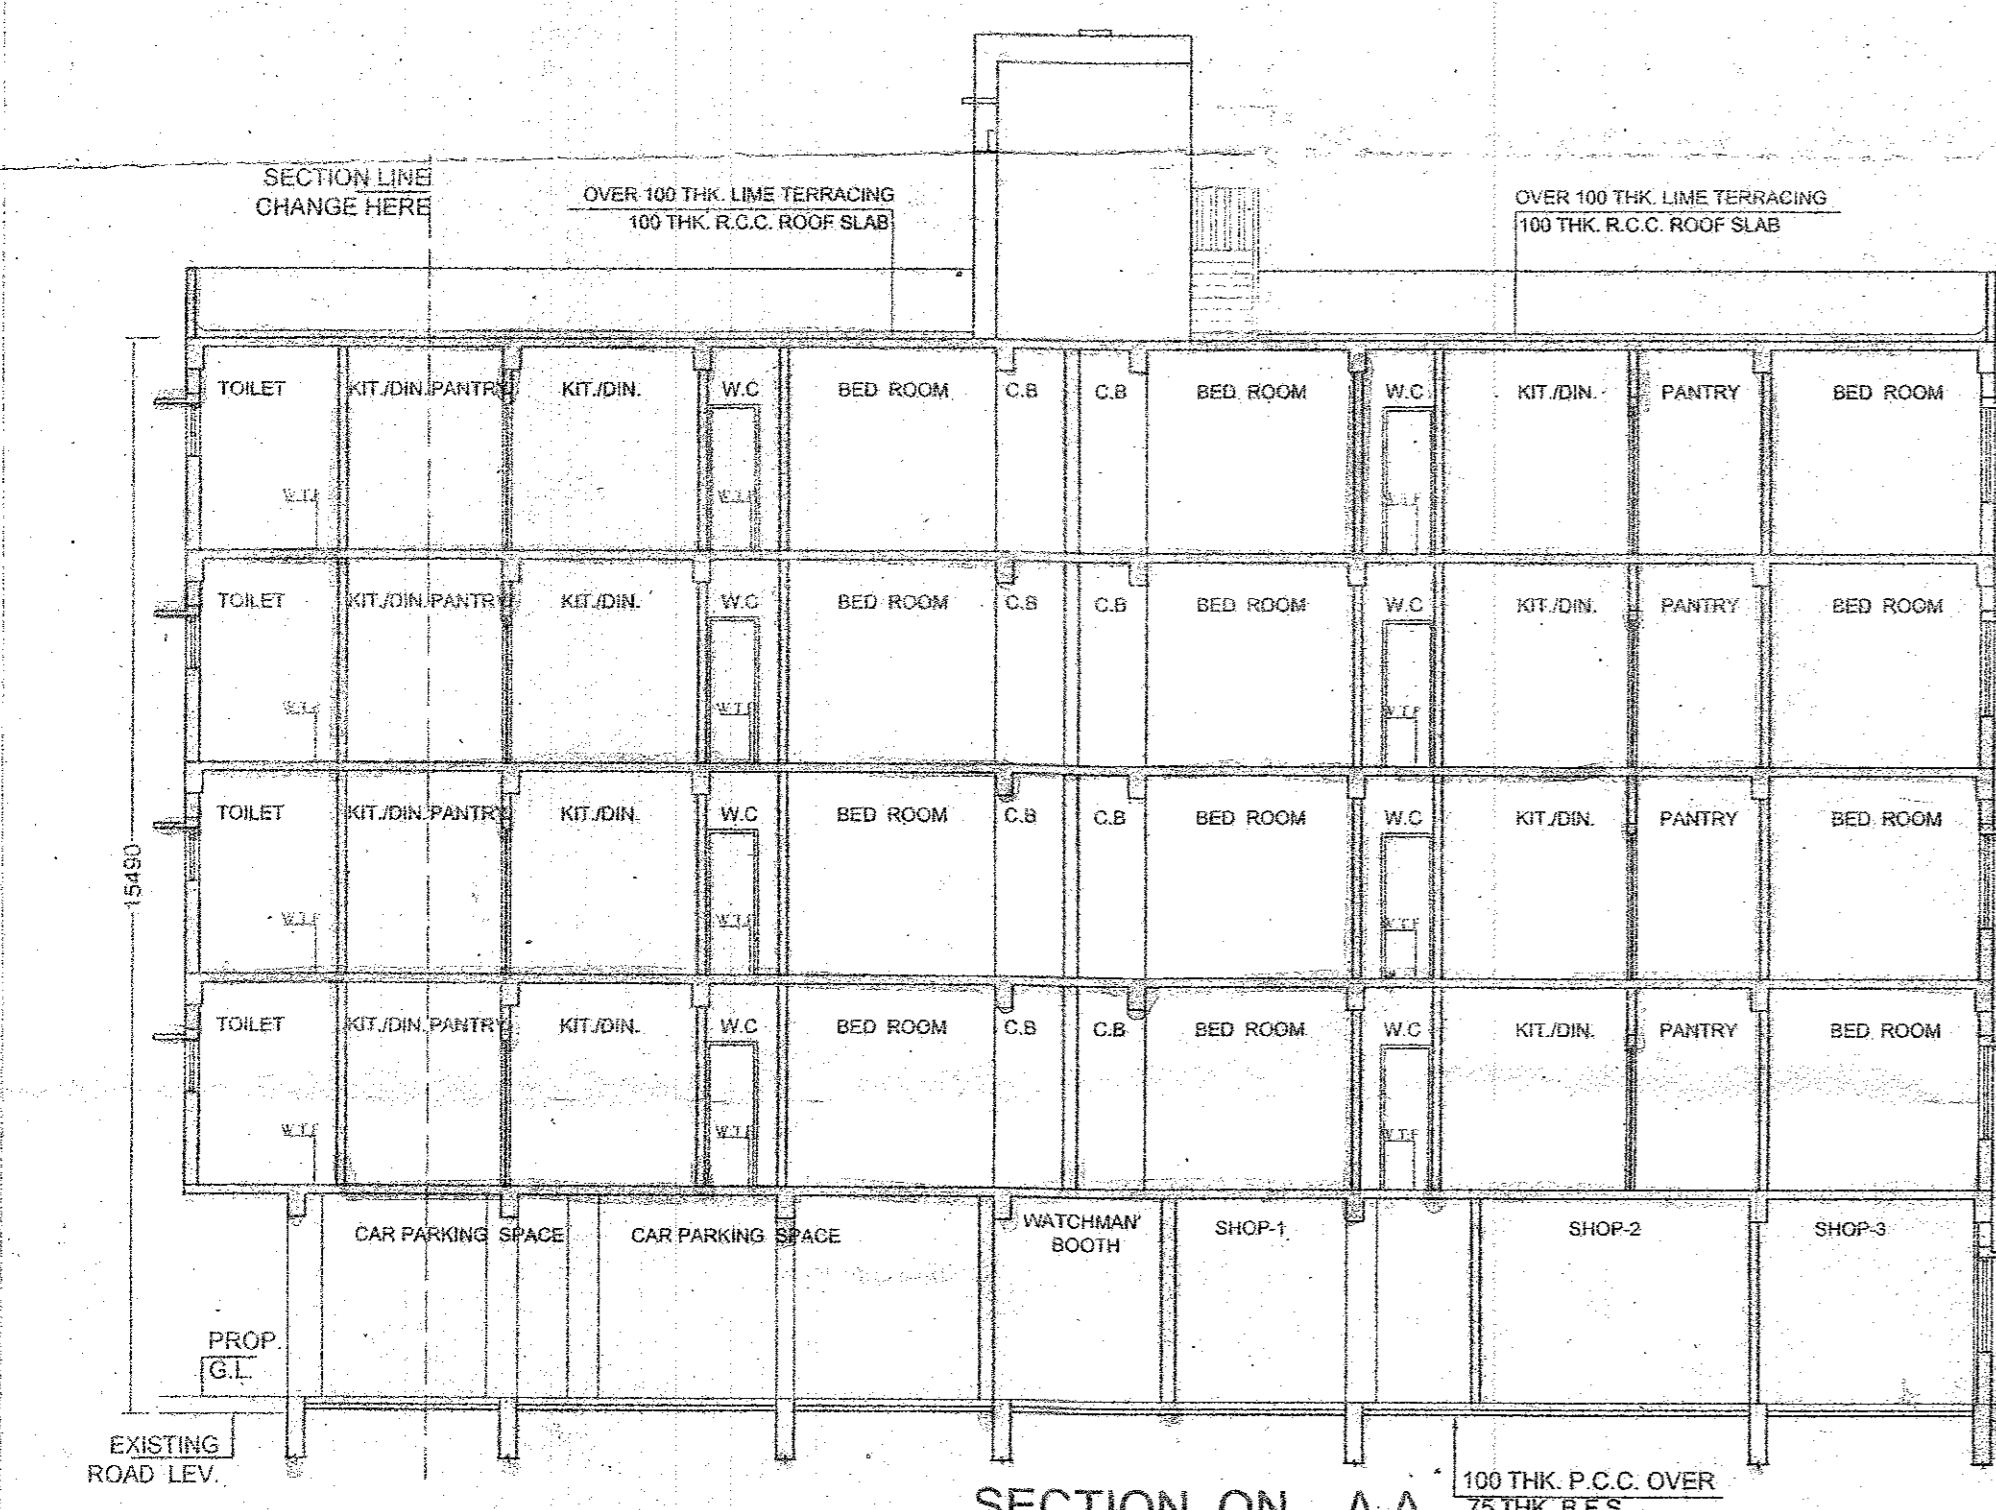 SECTION LINE
CHANGE HERE
OVER 100 THK. LIME TERRACING
100 THK. R.C.C. ROOF SLAB
OVER 100 THK. LIME TERRACING
100 THK. R.C.C. ROOF SLAB
TOILET KIT./DIN. PANTRY KIT./DIN. W.C BED ROOM C.B C.B BED ROOM W.C KIT./DIN. PANTRY BED ROOM
W.T.F W.T.F
TOILET KIT./DIN. PANTRY KIT./DIN. W.C BED ROOM C.B C.B BED ROOM W.C KIT./DIN. PANTRY BED ROOM
W.T.F W.T.F W.T.F
TOILET KIT./DIN. PANTRY KIT./DIN. W.C BED ROOM C.B C.B BED ROOM W.C KIT./DIN. PANTRY BED ROOM
W.T.F W.T.F W.T.F
15490
TOILET KIT./DIN. PANTRY KIT./DIN. W.C BED ROOM C.B C.B BED ROOM W.C KIT./DIN. PANTRY BED ROOM
W.T.F W.T.F W.T.F
CAR PARKING SPACE CAR PARKING SPACE
WATCHMAN'
BOOTH
SHOP-1 SHOP-2 SHOP-3
PROP.
G.L.
EXISTING
ROAD LEV.
SECTION ON A-A
100 THK. P.C.C. OVER
75 THK. B.F.S